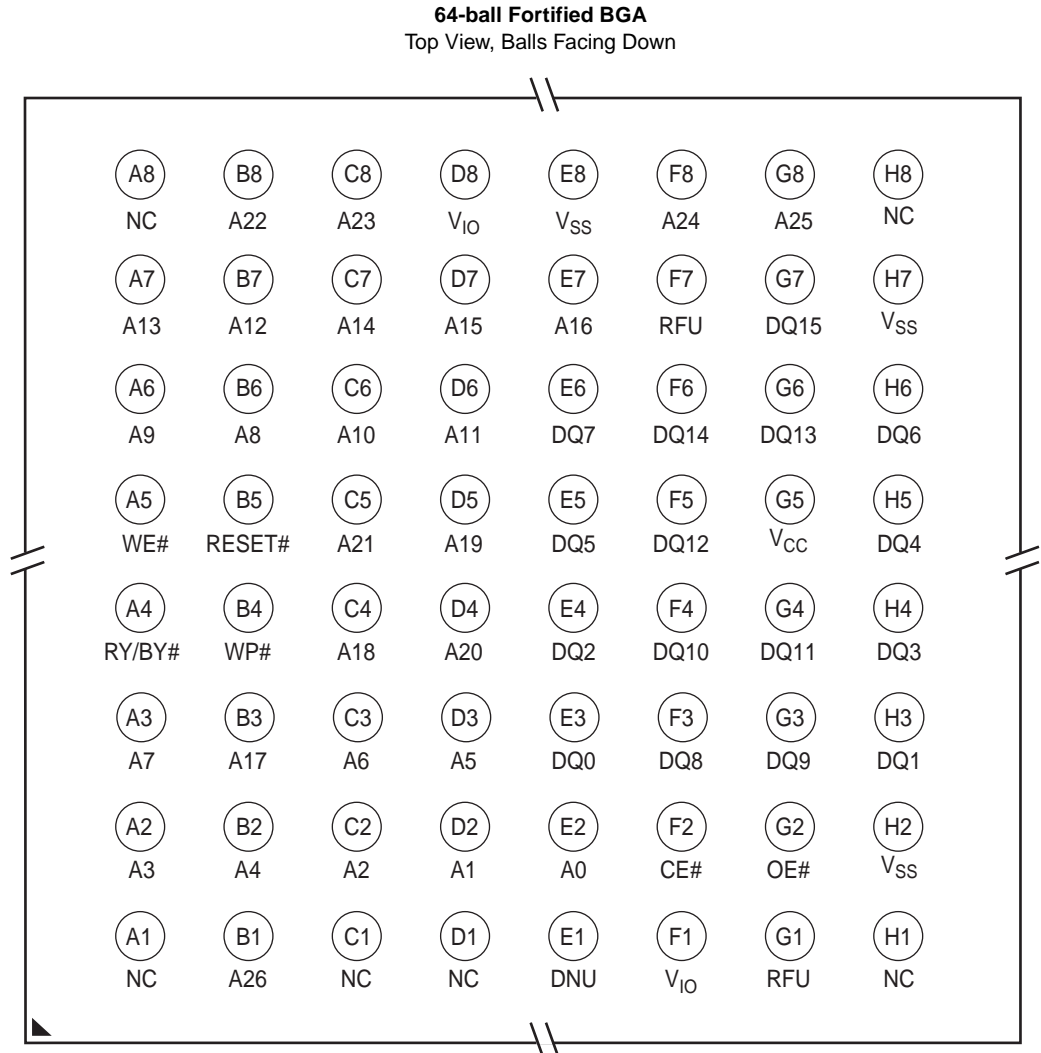 64-ball Fortified BGA
Top View, Balls Facing Down
A8 B8 C8 D8 E8 F8 G8 H8
NC A22 A23 VIO VSS A24 A25 NC
A7 B7 C7 D7 E7 F7 G7 H7
A13 A12 A14 A15 A16 RFU DQ15 VSS
A6 B6 C6 D6 E6 F6 G6 H6
A9 A8 A10 A11 DQ7 DQ14 DQ13 DQ6
A5 B5 C5 D5 E5 F5 G5 H5
WE# RESET# A21 A19 DQ5 DQ12 VCC DQ4
A4 B4 C4 D4 E4 F4 G4 H4
RY/BY# WP# A18 A20 DQ2 DQ10 DQ11 DQ3
A3 B3 C3 D3 E3 F3 G3 H3
A7 A17 A6 A5 DQ0 DQ8 DQ9 DQ1
A2 B2 C2 D2 E2 F2 G2 H2
A3 A4 A2 A1 A0 CE# OE# VSS
A1 B1 C1 D1 E1 F1 G1 H1
NC A26 NC NC DNU VIO RFU NC